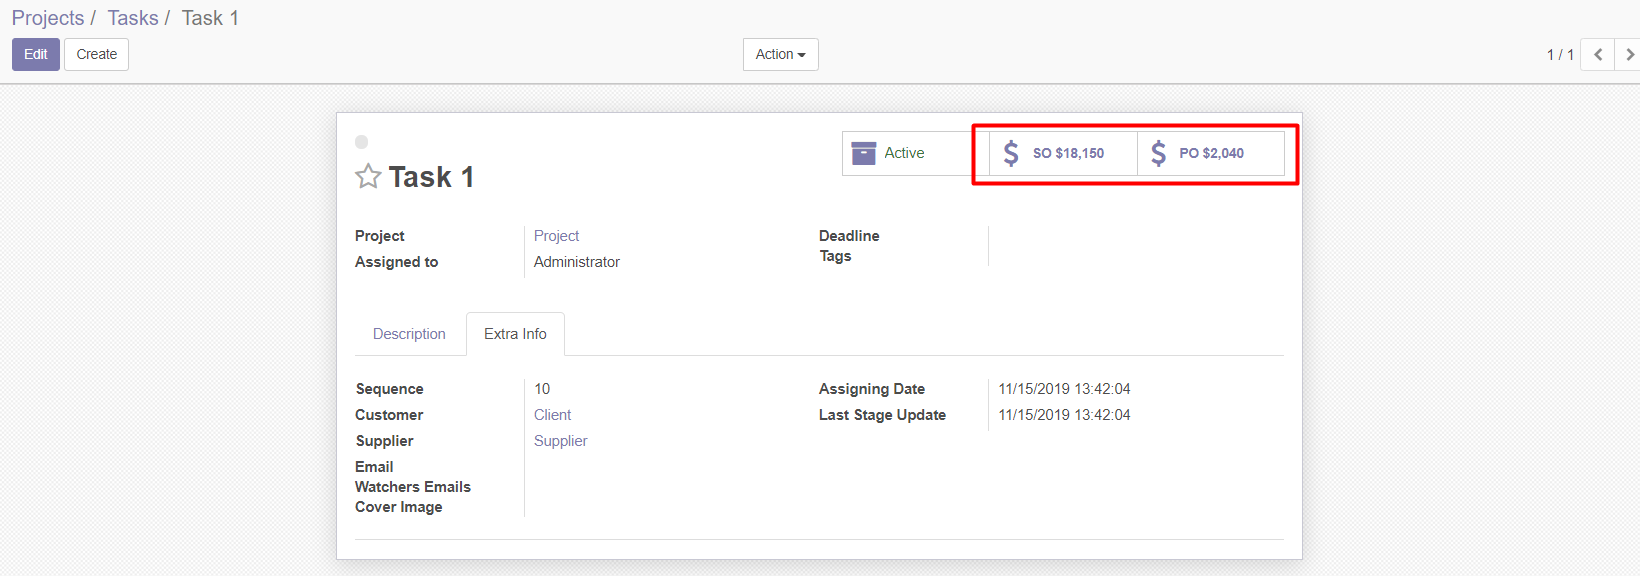 Projects / Tasks / Task 1
Edit Create Action 1 / 1
Active SO $18,150 PO $2,040
Task 1
Project Project Deadline
Assigned to Administrator Tags
Description Extra Info
Sequence 10 Assigning Date 11/15/2019 13:42:04
Customer Client Last Stage Update 11/15/2019 13:42:04
Supplier Supplier
Email
Watchers Emails
Cover Image